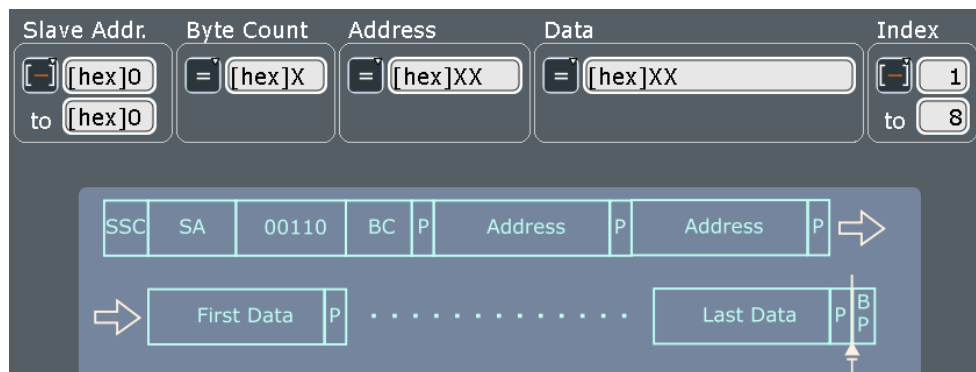 Slave Addr. Byte Count Address Data Index
[hex]0 = [hex]X = [hex]XX = [hex]XX 1
to [hex]0 to 8
SSC SA 00110 BC P Address P Address P
First Data P Last Data P BP